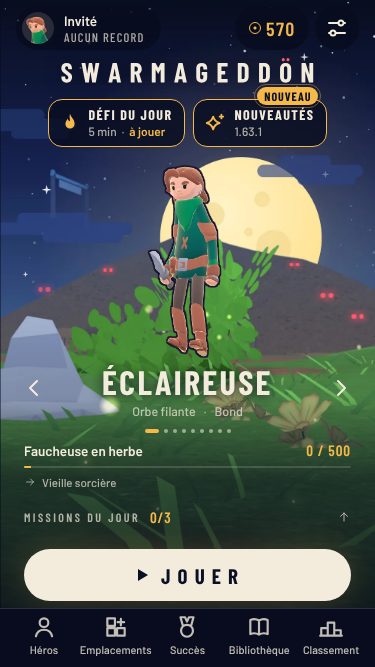 Invité
AUCUN RECORD
570
SWARMAGEDDÖN
NOUVEAU
DÉFI DU JOUR
5 min · à jouer
NOUVEAUTÉS
1.63.1
ÉCLAIREUSE
Orbe filante · Bond
Faucheuse en herbe
0 / 500
→ Vieille sorcière
MISSIONS DU JOUR 0/3
JOUER
Héros
Emplacements
Succès
Bibliothèque
Classement